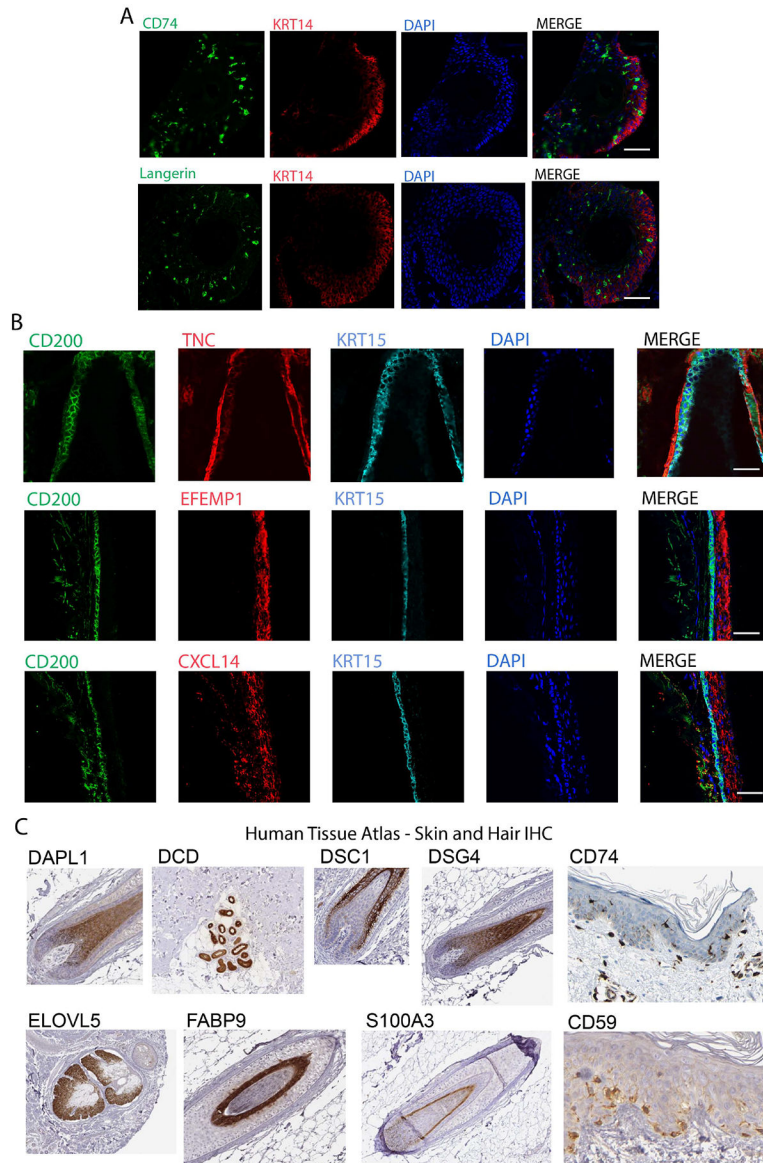 A
CD74 KRT14 DAPI MERGE
Langerin KRT14 DAPI MERGE
B
CD200 TNC KRT15 DAPI MERGE
CD200 EFEMP1 KRT15 DAPI MERGE
CD200 CXCL14 KRT15 DAPI MERGE
C
Human Tissue Atlas - Skin and Hair IHC
DAPL1 DCD DSC1 DSG4 CD74
ELOVL5 FABP9 S100A3 CD59